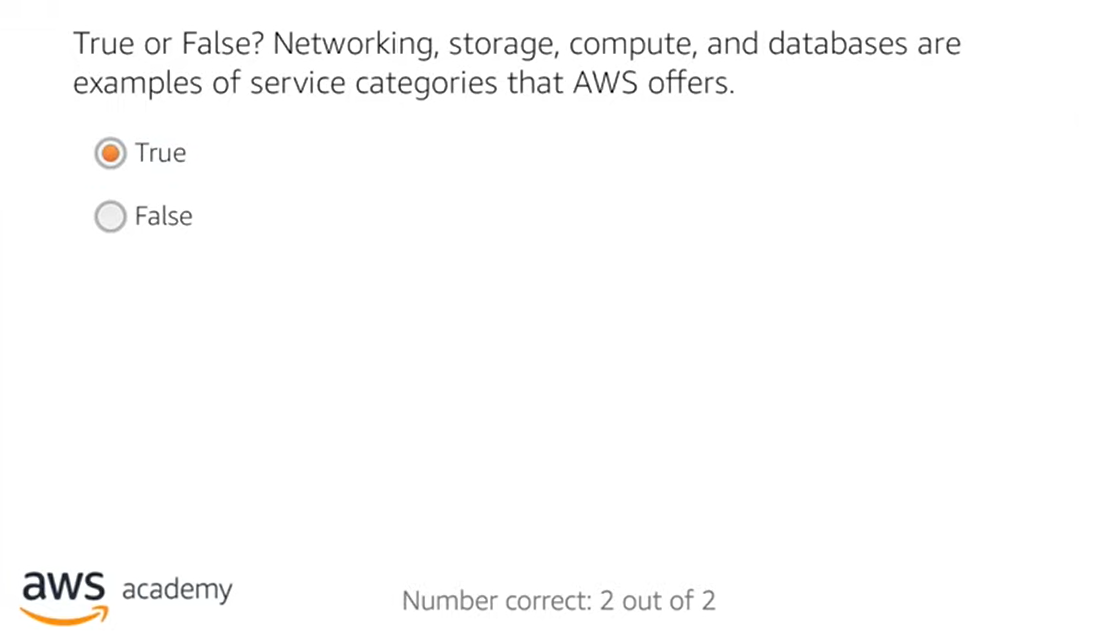 True or False? Networking, storage, compute, and databases are
examples of service categories that AWS offers.
True
False
aws academy
Number correct: 2 out of 2